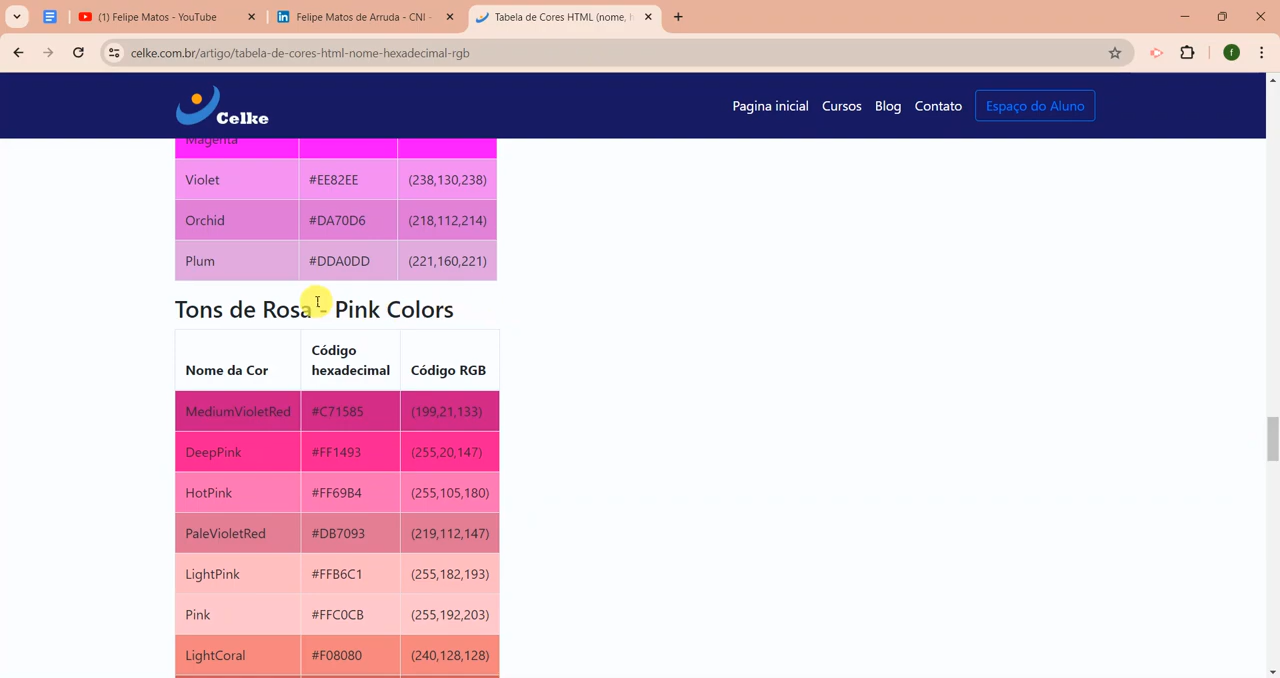 (1) Felipe Matos - YouTube
Felipe Matos de Arruda - CNI -
Tabela de Cores HTML (nome, h
celke.com.br/artigo/tabela-de-cores-html-nome-hexadecimal-rgb
f
Celke
Pagina inicial Cursos Blog Contato Espaço do Aluno
Magenta
Violet #EE82EE (238,130,238)
Orchid #DA70D6 (218,112,214)
Plum #DDA0DD (221,160,221)
Tons de Rosa - Pink Colors
Nome da Cor Código hexadecimal Código RGB
MediumVioletRed #C71585 (199,21,133)
DeepPink #FF1493 (255,20,147)
HotPink #FF69B4 (255,105,180)
PaleVioletRed #DB7093 (219,112,147)
LightPink #FFB6C1 (255,182,193)
Pink #FFC0CB (255,192,203)
LightCoral #F08080 (240,128,128)